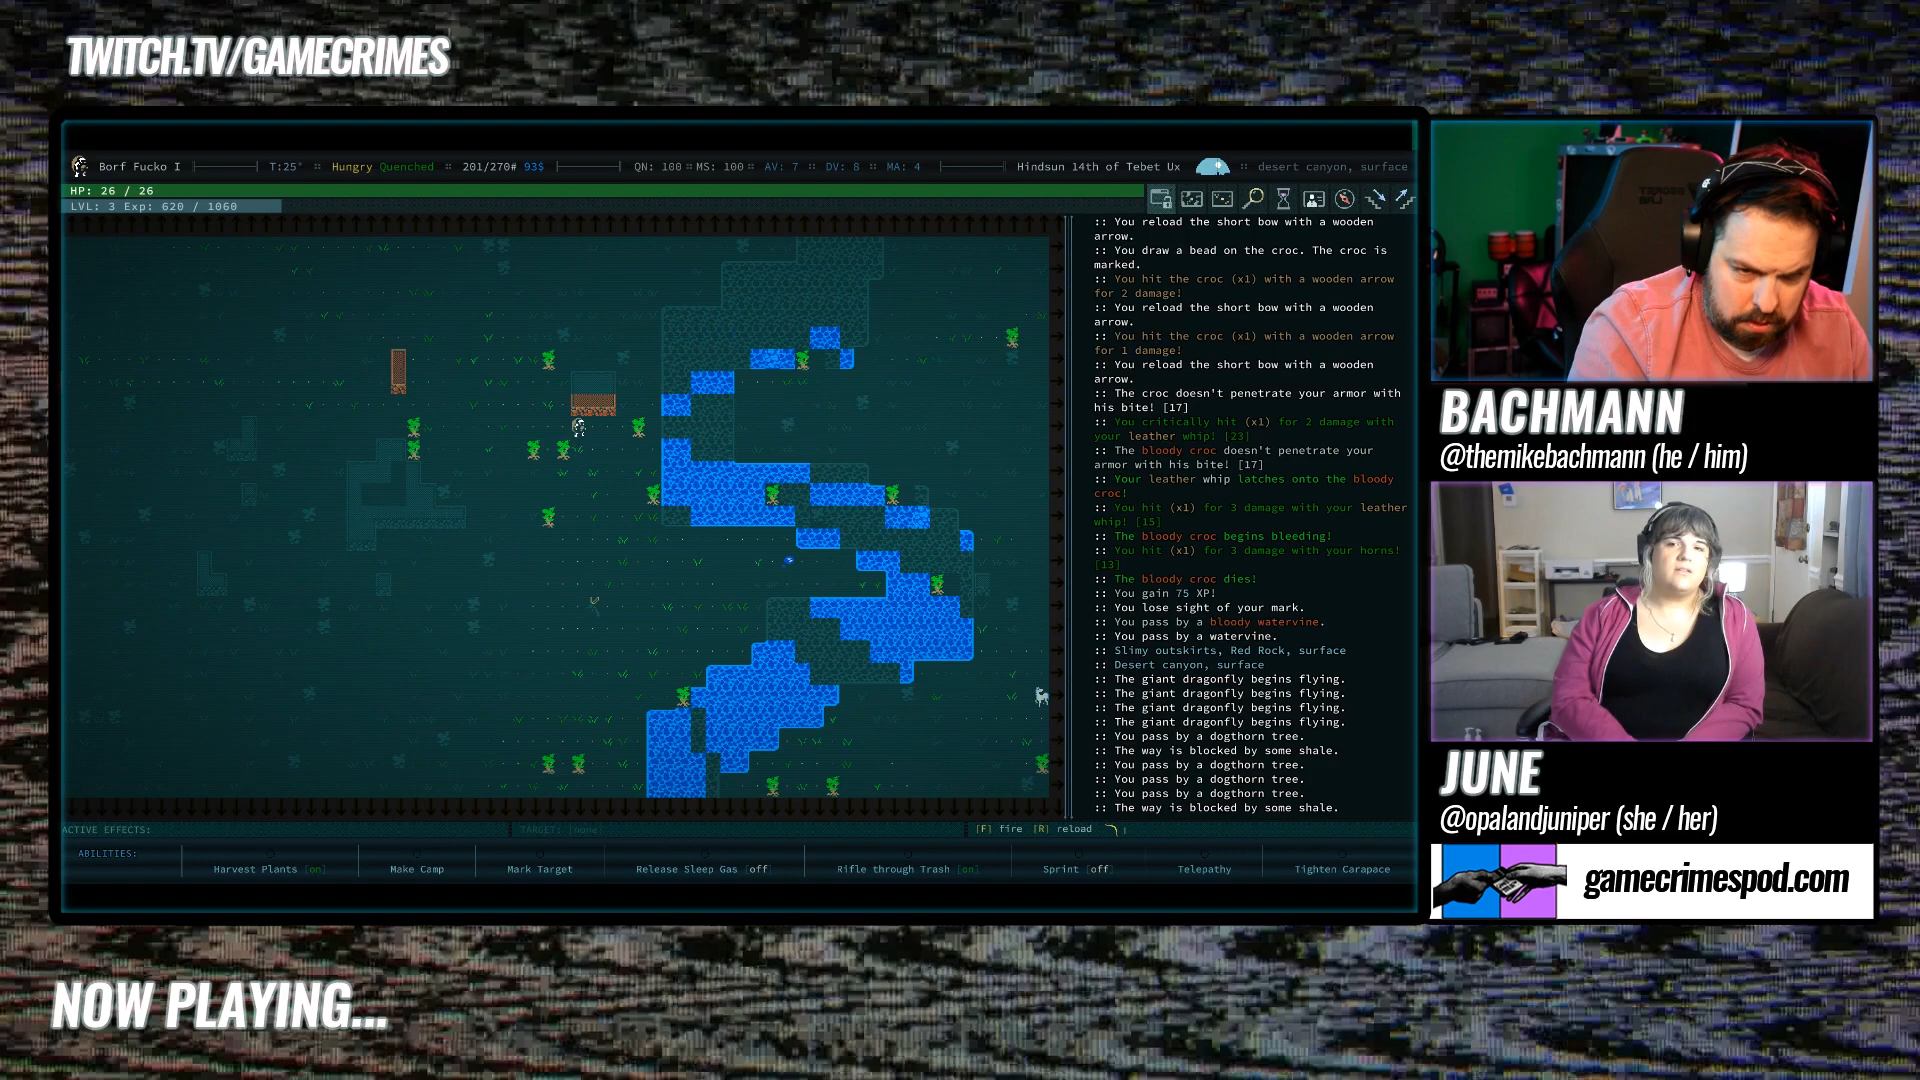 TWITCH.TV/GAMECRIMES
Borf Fucko I T:25° :: Hungry Quenched :: 201/270# 93$ QN: 100 :: MS: 100 :: AV: 7 :: DV: 8 :: MA: 4 Hindsun 14th of Tebet Ux :: desert canyon, surface
HP: 26 / 26
LVL: 3 Exp: 620 / 1060
:: You reload the short bow with a wooden
arrow.
:: You draw a bead on the croc. The croc is
marked.
:: You hit the croc (x1) with a wooden arrow
for 2 damage!
:: You reload the short bow with a wooden
arrow.
:: You hit the croc (x1) with a wooden arrow
for 1 damage!
:: You reload the short bow with a wooden
arrow.
:: The croc doesn't penetrate your armor with
his bite! [17]
:: You critically hit (x1) for 2 damage with
your leather whip! [23]
:: The bloody croc doesn't penetrate your
armor with his bite! [17]
:: Your leather whip latches onto the bloody
croc!
:: You hit (x1) for 3 damage with your leather
whip! [15]
:: The bloody croc begins bleeding!
:: You hit (x1) for 3 damage with your horns!
[13]
:: The bloody croc dies!
:: You gain 75 XP!
:: You lose sight of your mark.
:: You pass by a bloody watervine.
:: You pass by a watervine.
:: Slimy outskirts, Red Rock, surface
:: Desert canyon, surface
:: The giant dragonfly begins flying.
:: The giant dragonfly begins flying.
:: The giant dragonfly begins flying.
:: The giant dragonfly begins flying.
:: You pass by a dogthorn tree.
:: The way is blocked by some shale.
:: You pass by a dogthorn tree.
:: You pass by a dogthorn tree.
:: You pass by a dogthorn tree.
:: The way is blocked by some shale.
ACTIVE EFFECTS: TARGET: [none] [F] fire [R] reload
ABILITIES:
Harvest Plants [on] Make Camp Mark Target Release Sleep Gas [off] Rifle through Trash [on] Sprint [off] Telepathy Tighten Carapace
BACHMANN
@themikebachmann (he / him)
JUNE
@opalandjuniper (she / her)
gamecrimespod.com
NOW PLAYING...